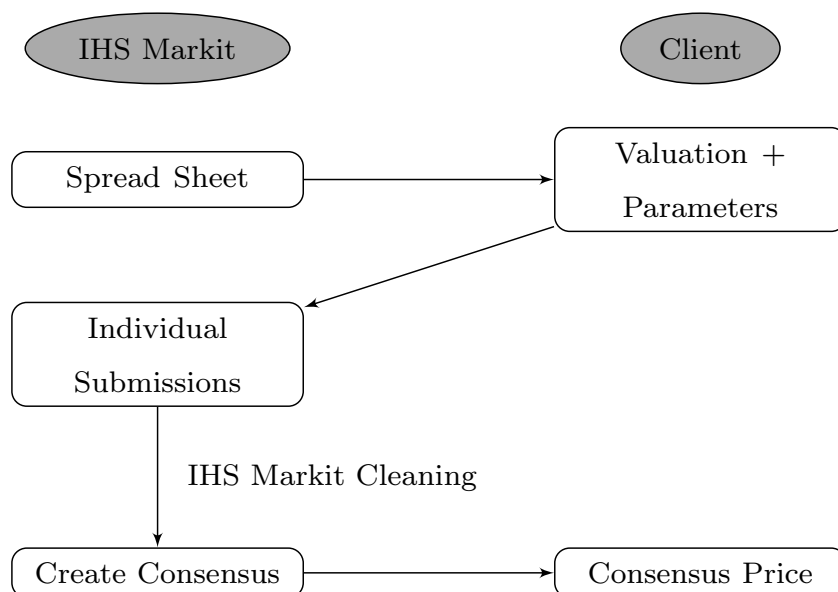 IHS Markit
Client
Spread Sheet
Valuation +
Parameters
Individual
Submissions
IHS Markit Cleaning
Create Consensus
Consensus Price